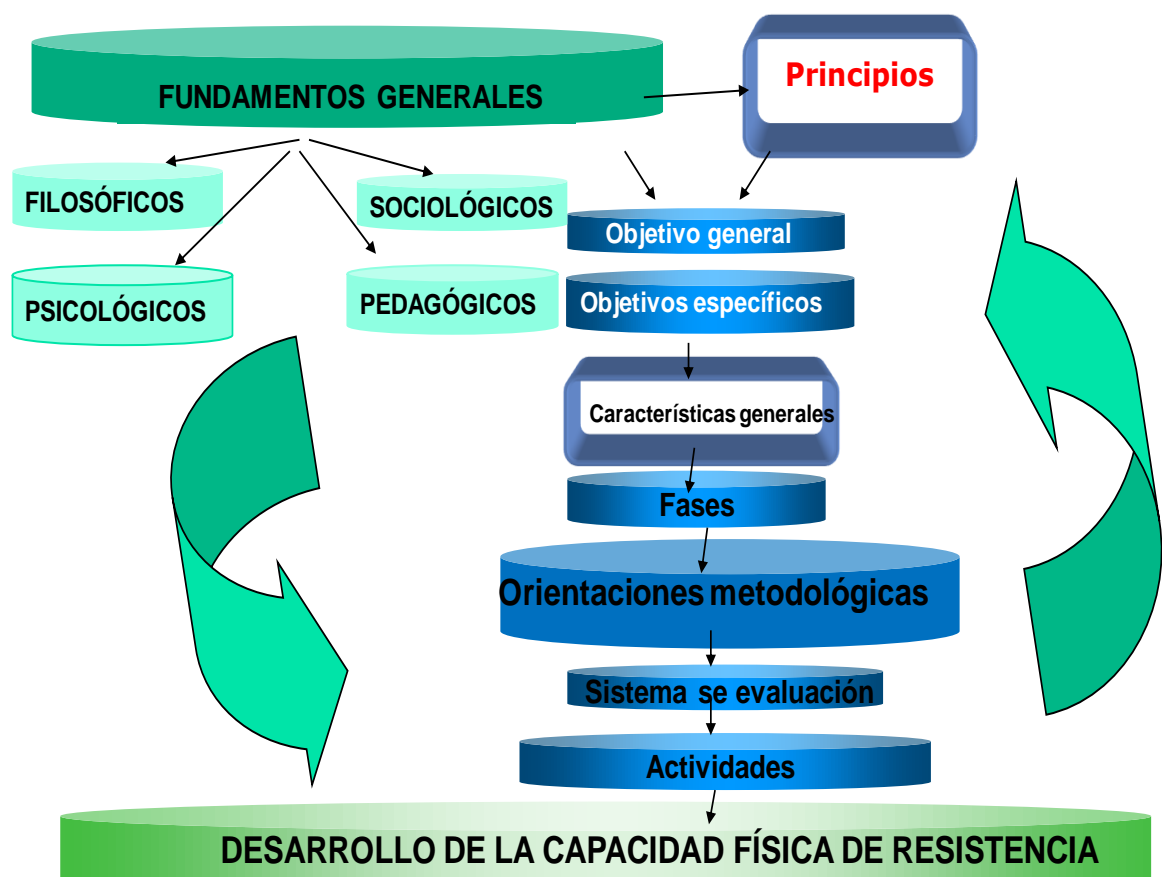 Principios
FUNDAMENTOS GENERALES
FILOSÓFICOS
SOCIOLÓGICOS
PSICOLÓGICOS
PEDAGÓGICOS
Objetivo general
Objetivos específicos
Características generales
Fases
Orientaciones metodológicas
Sistema se evaluación
Actividades
DESARROLLO DE LA CAPACIDAD FÍSICA DE RESISTENCIA